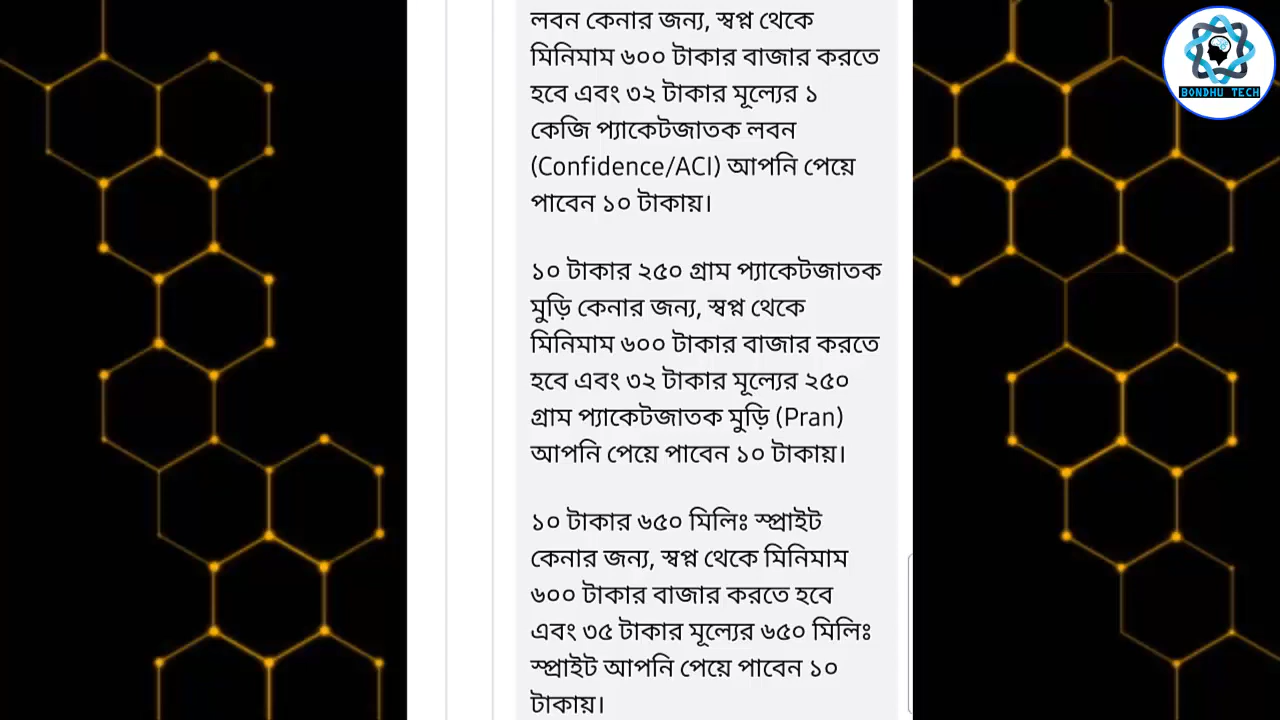 লবন কেনার জন্য, স্বপ্ন থেকে
মিনিমাম ৬০০ টাকার বাজার করতে
হবে এবং ৩২ টাকার মূল্যের ১
কেজি প্যাকেটজাতক লবন
(Confidence/ACI) আপনি পেয়ে
পাবেন ১০ টাকায়।
১০ টাকার ২৫০ গ্রাম প্যাকেটজাতক
মুড়ি কেনার জন্য, স্বপ্ন থেকে
মিনিমাম ৬০০ টাকার বাজার করতে
হবে এবং ৩২ টাকার মূল্যের ২৫০
গ্রাম প্যাকেটজাতক মুড়ি (Pran)
আপনি পেয়ে পাবেন ১০ টাকায়।
১০ টাকার ৬৫০ মিলিঃ স্প্রাইট
কেনার জন্য, স্বপ্ন থেকে মিনিমাম
৬০০ টাকার বাজার করতে হবে
এবং ৩৫ টাকার মূল্যের ৬৫০ মিলিঃ
স্প্রাইট আপনি পেয়ে পাবেন ১০
টাকায়।
BONDHU TECH